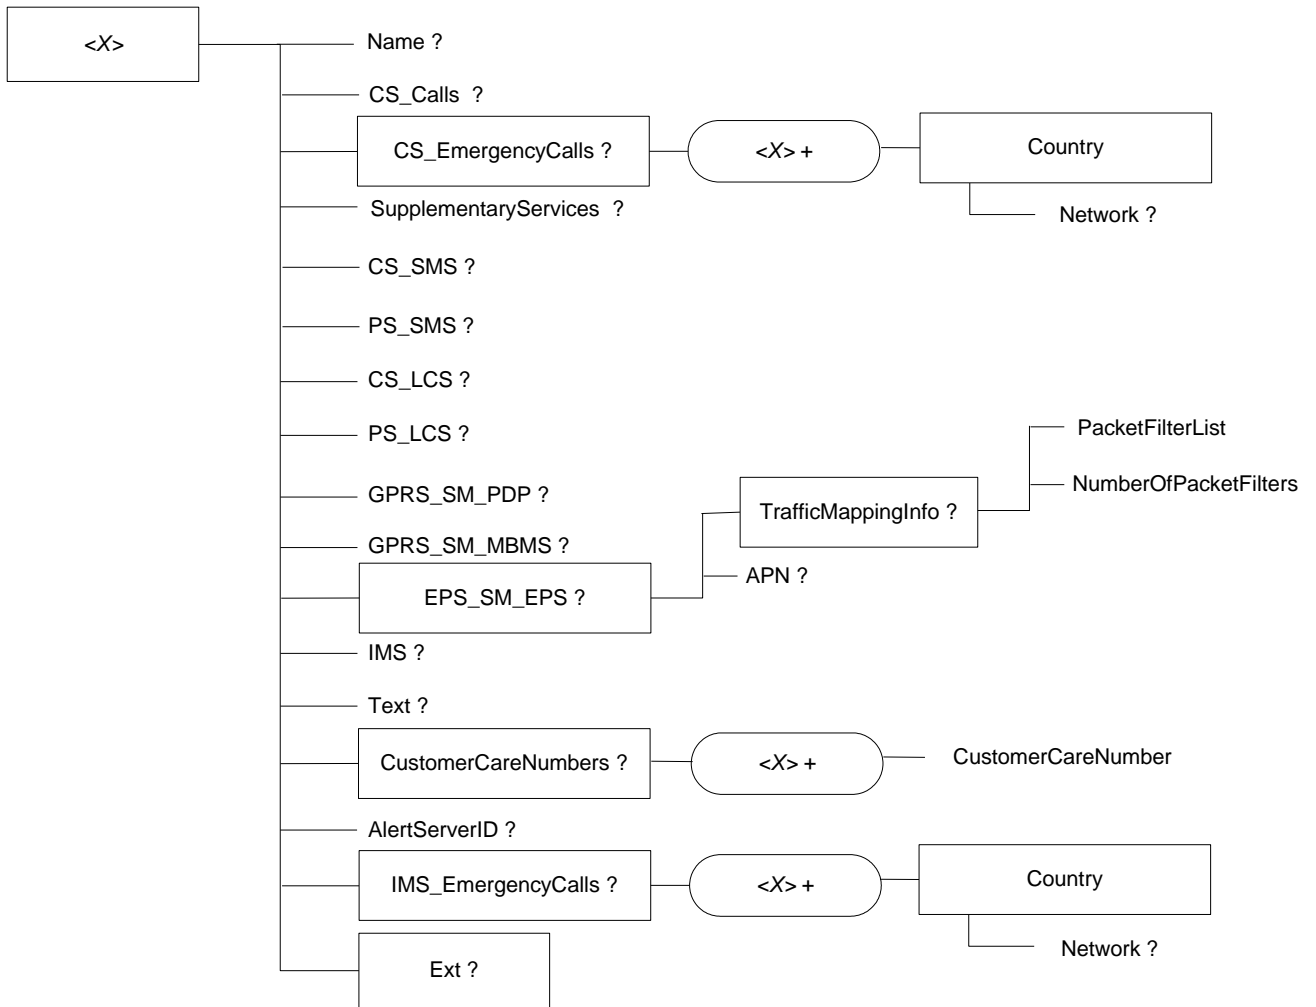 <X>
Name ?
CS_Calls ?
CS_EmergencyCalls ?
<X> +
Country
Network ?
SupplementaryServices ?
CS_SMS ?
PS_SMS ?
CS_LCS ?
PS_LCS ?
GPRS_SM_PDP ?
GPRS_SM_MBMS ?
EPS_SM_EPS ?
TrafficMappingInfo ?
PacketFilterList
NumberOfPacketFilters
APN ?
IMS ?
Text ?
CustomerCareNumbers ?
<X> +
CustomerCareNumber
AlertServerID ?
IMS_EmergencyCalls ?
<X> +
Country
Network ?
Ext ?